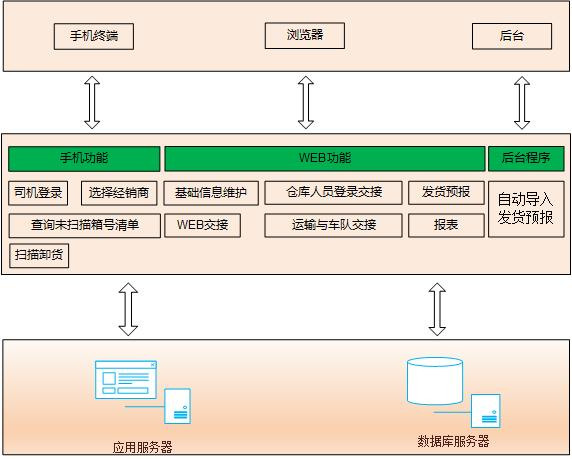 手机终端
浏览器
后台
手机功能
WEB功能
后台程序
司机登录
选择经销商
基础信息维护
仓库人员登录交接
发货预报
自动导入
发货预报
查询未扫描箱号清单
WEB交接
运输与车队交接
报表
扫描卸货
应用服务器
数据库服务器